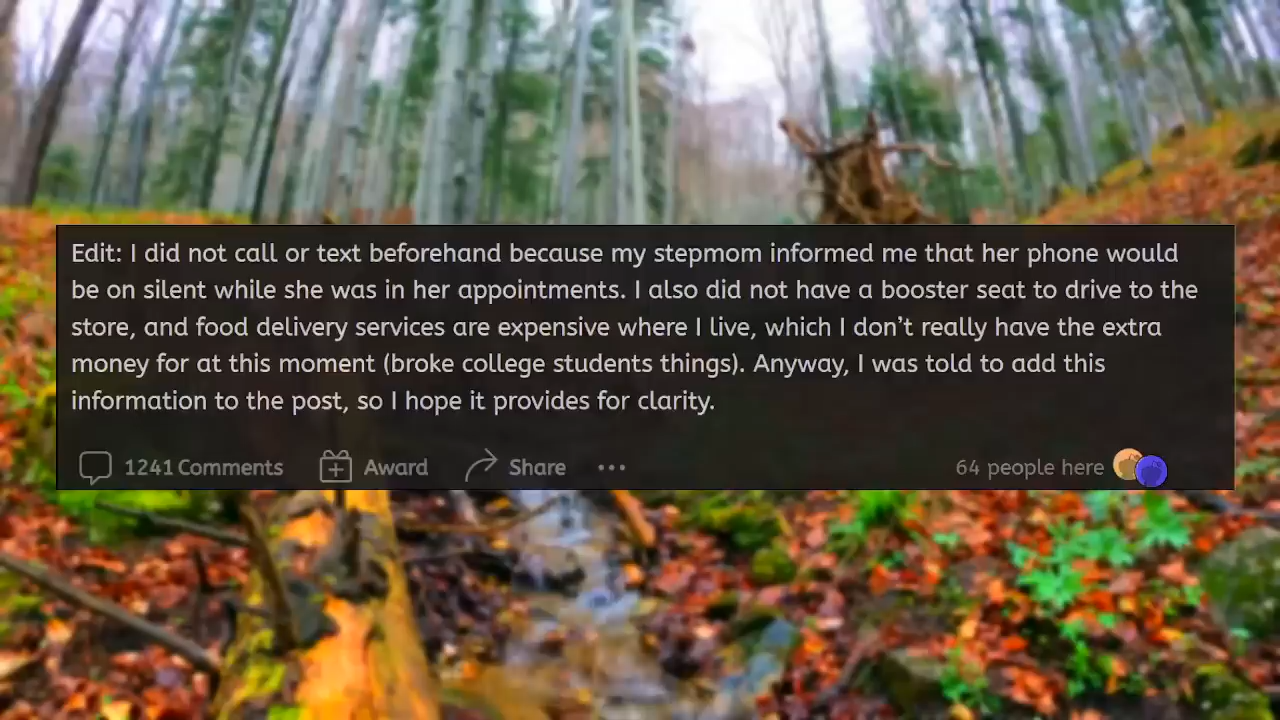 Edit: I did not call or text beforehand because my stepmom informed me that her phone would
be on silent while she was in her appointments. I also did not have a booster seat to drive to the
store, and food delivery services are expensive where I live, which I don’t really have the extra
money for at this moment (broke college students things). Anyway, I was told to add this
information to the post, so I hope it provides for clarity.
1241 Comments Award Share ••• 64 people here